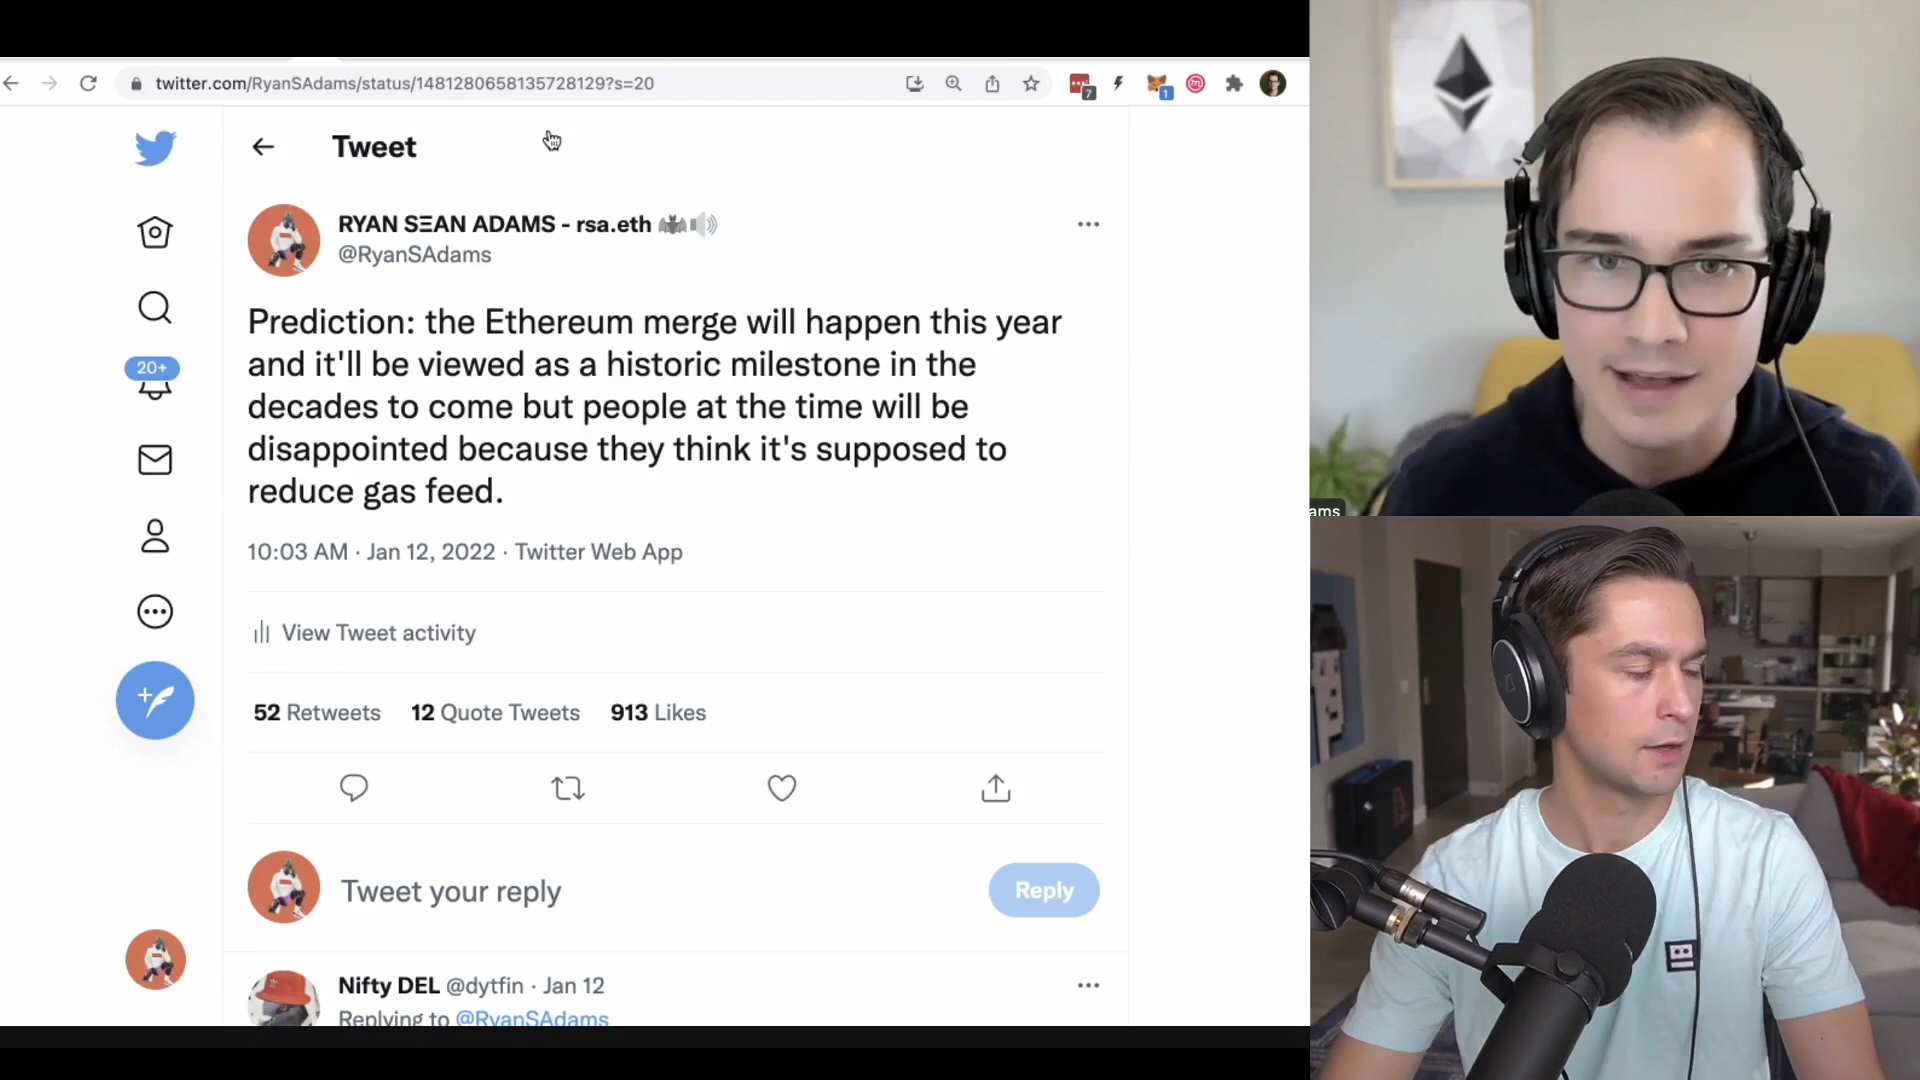 twitter.com/RyanSAdams/status/1481280658135728129?s=20
7
1
Tweet
RYAN SΞAN ADAMS - rsa.eth
@RyanSAdams
20+
Prediction: the Ethereum merge will happen this year
and it'll be viewed as a historic milestone in the
decades to come but people at the time will be
disappointed because they think it's supposed to
reduce gas feed.
10:03 AM · Jan 12, 2022 · Twitter Web App
View Tweet activity
52 Retweets 12 Quote Tweets 913 Likes
Tweet your reply
Reply
Nifty DEL @dytfin · Jan 12
Replying to @RyanSAdams
ams